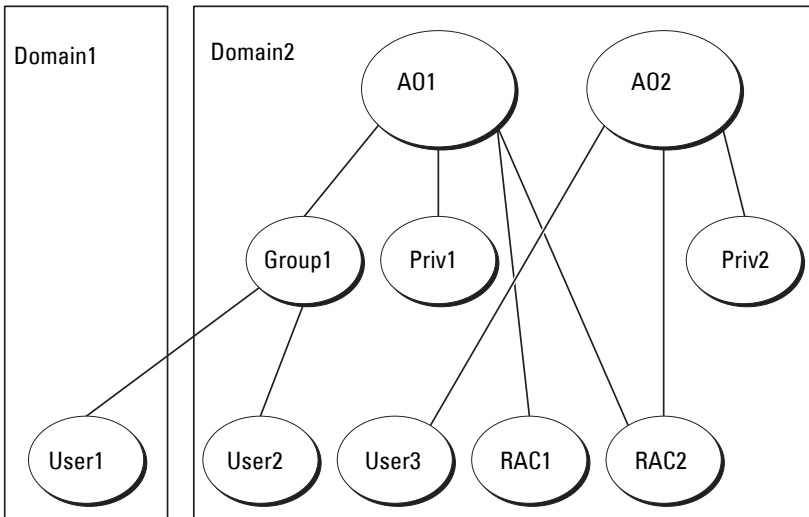 Domain1
Domain2
AO1
AO2
Group1
Priv1
Priv2
User1
User2
User3
RAC1
RAC2